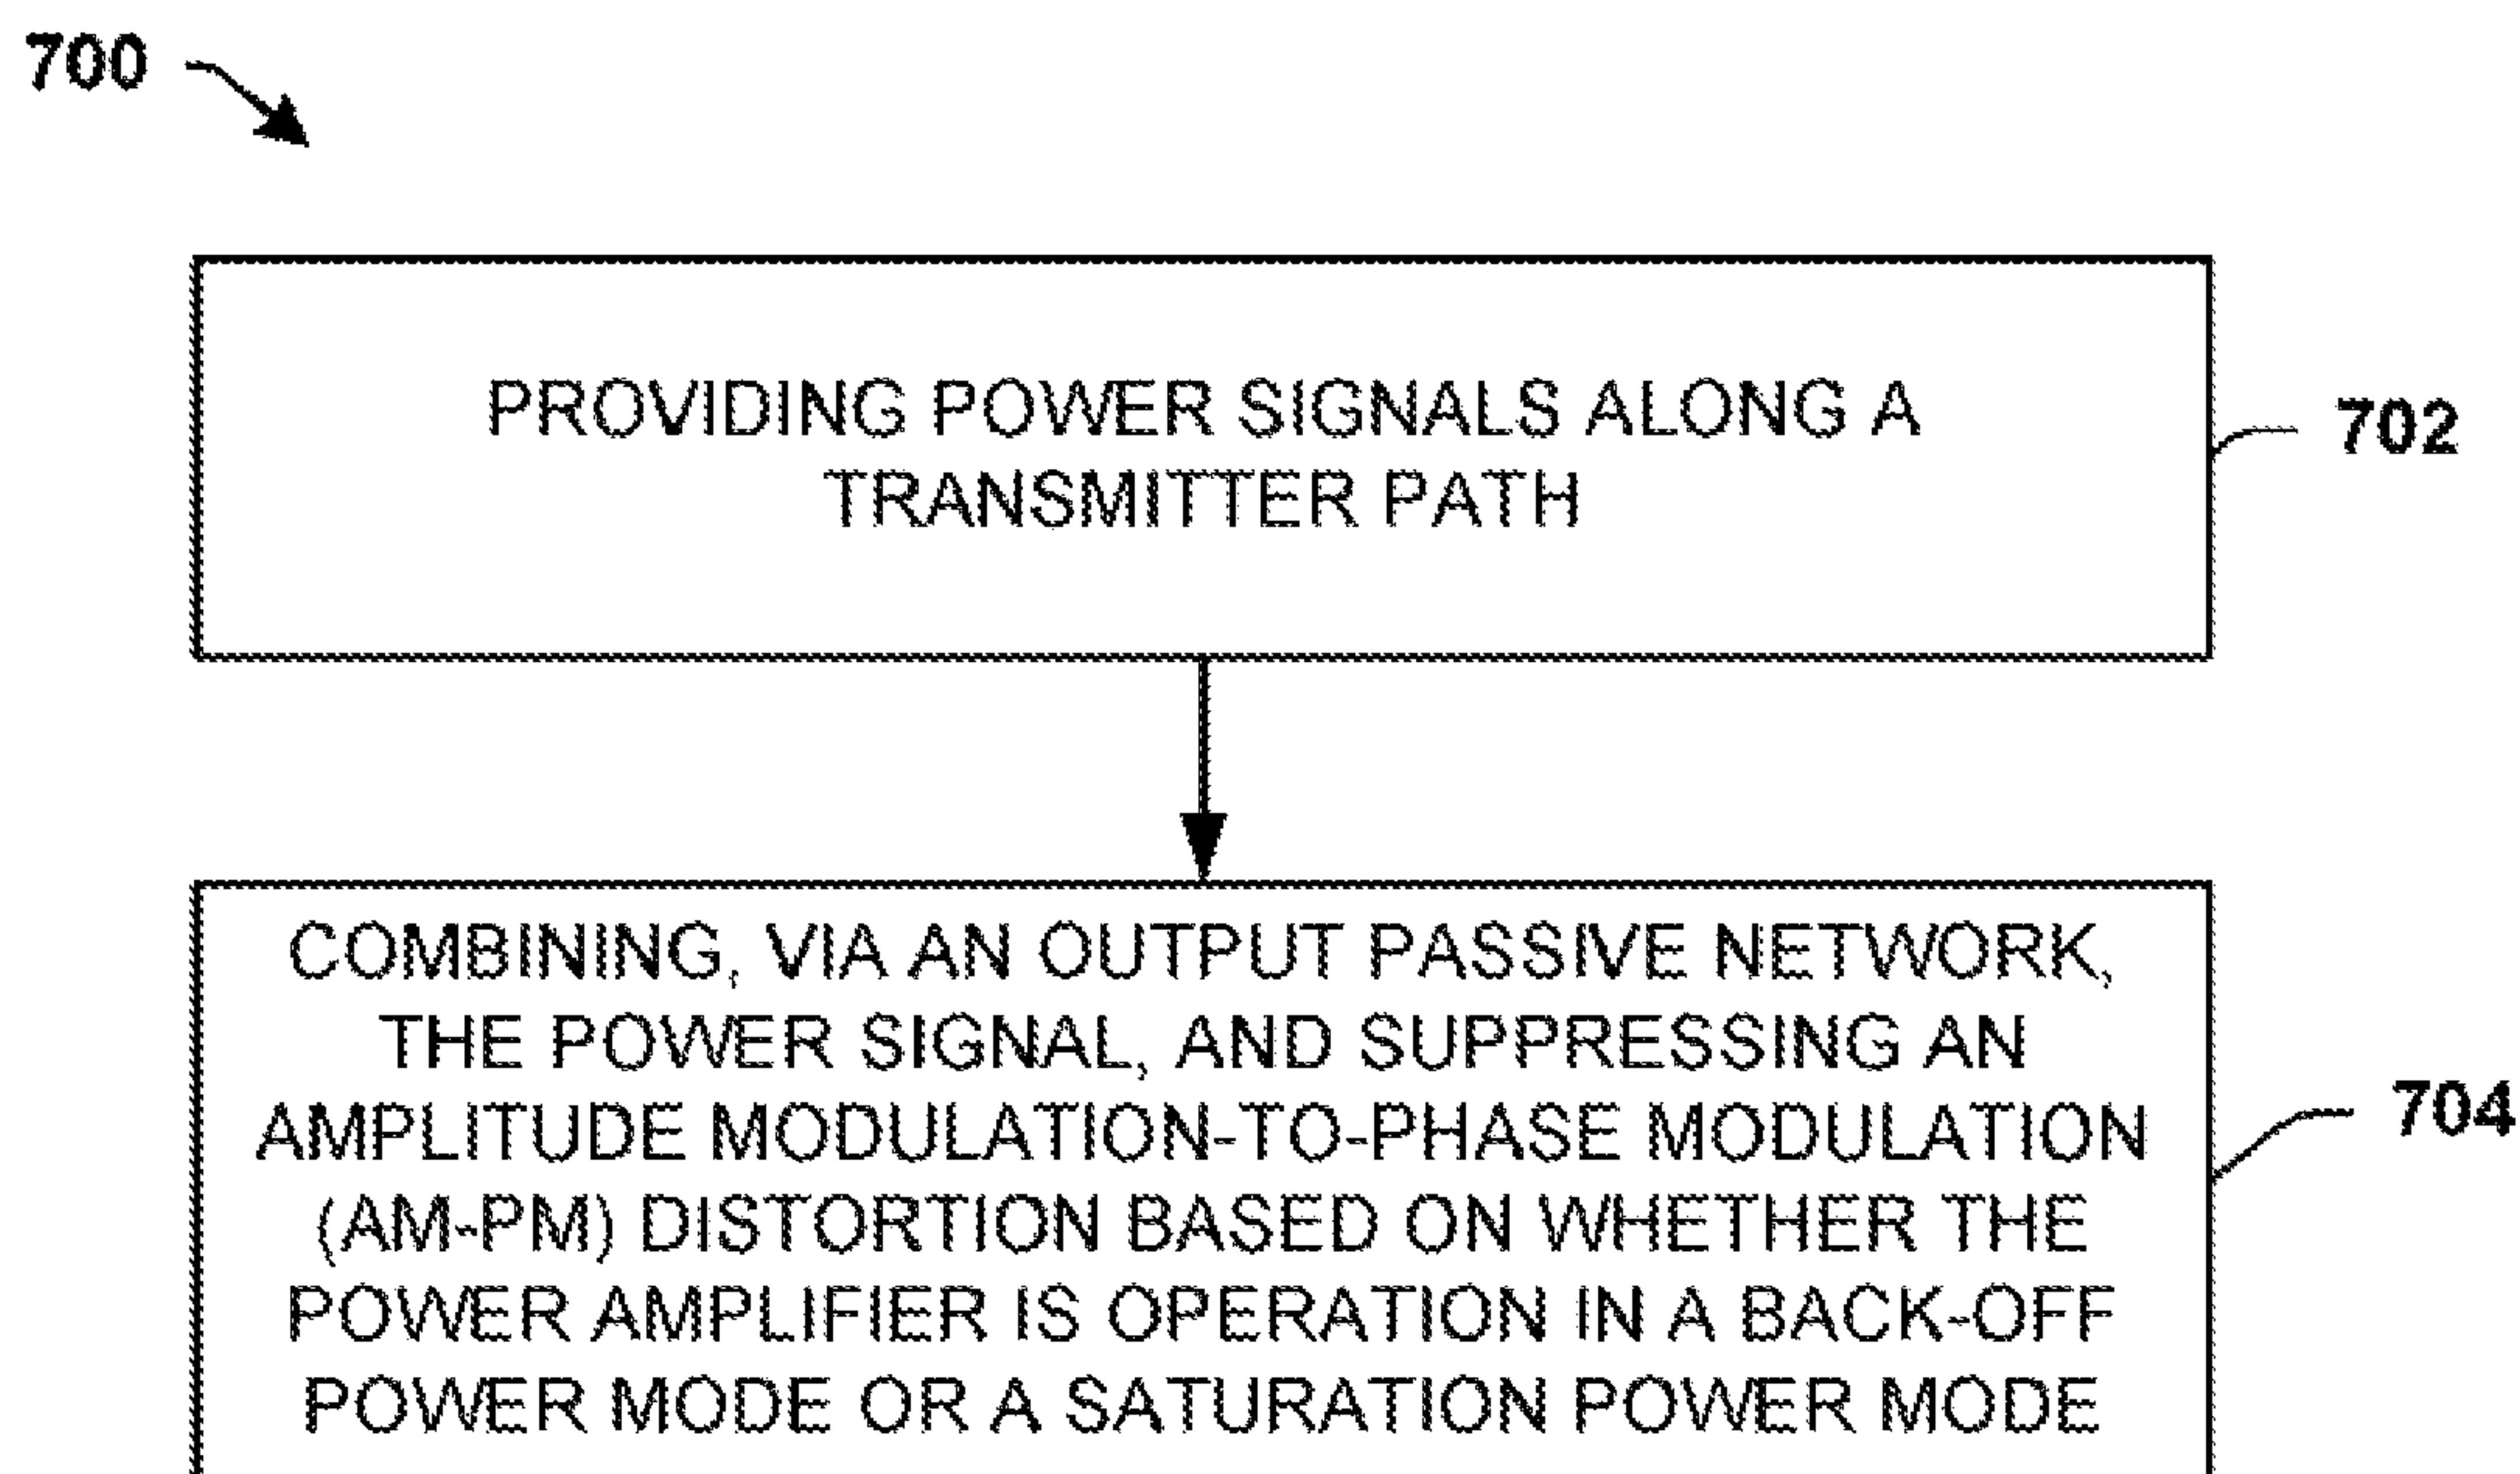 700
PROVIDING POWER SIGNALS ALONG A
TRANSMITTER PATH
702
COMBINING, VIA AN OUTPUT PASSIVE NETWORK,
THE POWER SIGNAL, AND SUPPRESSING AN
AMPLITUDE MODULATION-TO-PHASE MODULATION
(AM-PM) DISTORTION BASED ON WHETHER THE
POWER AMPLIFIER IS OPERATION IN A BACK-OFF
POWER MODE OR A SATURATION POWER MODE
704